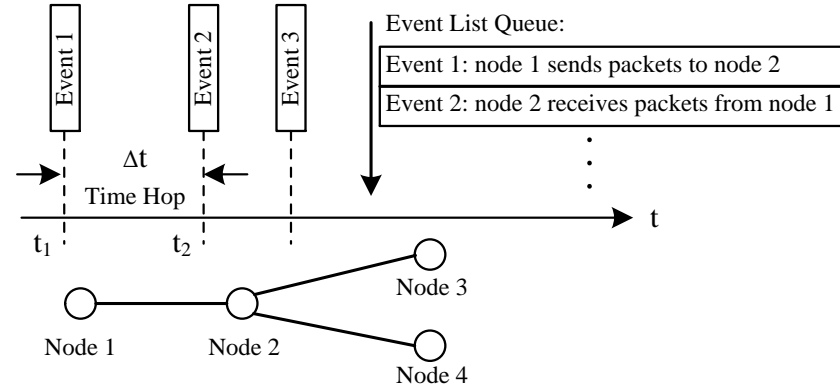 Event 1
Event 2
Event 3
Event List Queue:
Event 1: node 1 sends packets to node 2
Event 2: node 2 receives packets from node 1
Δt
Time Hop
t
t1
t2
Node 1
Node 2
Node 3
Node 4